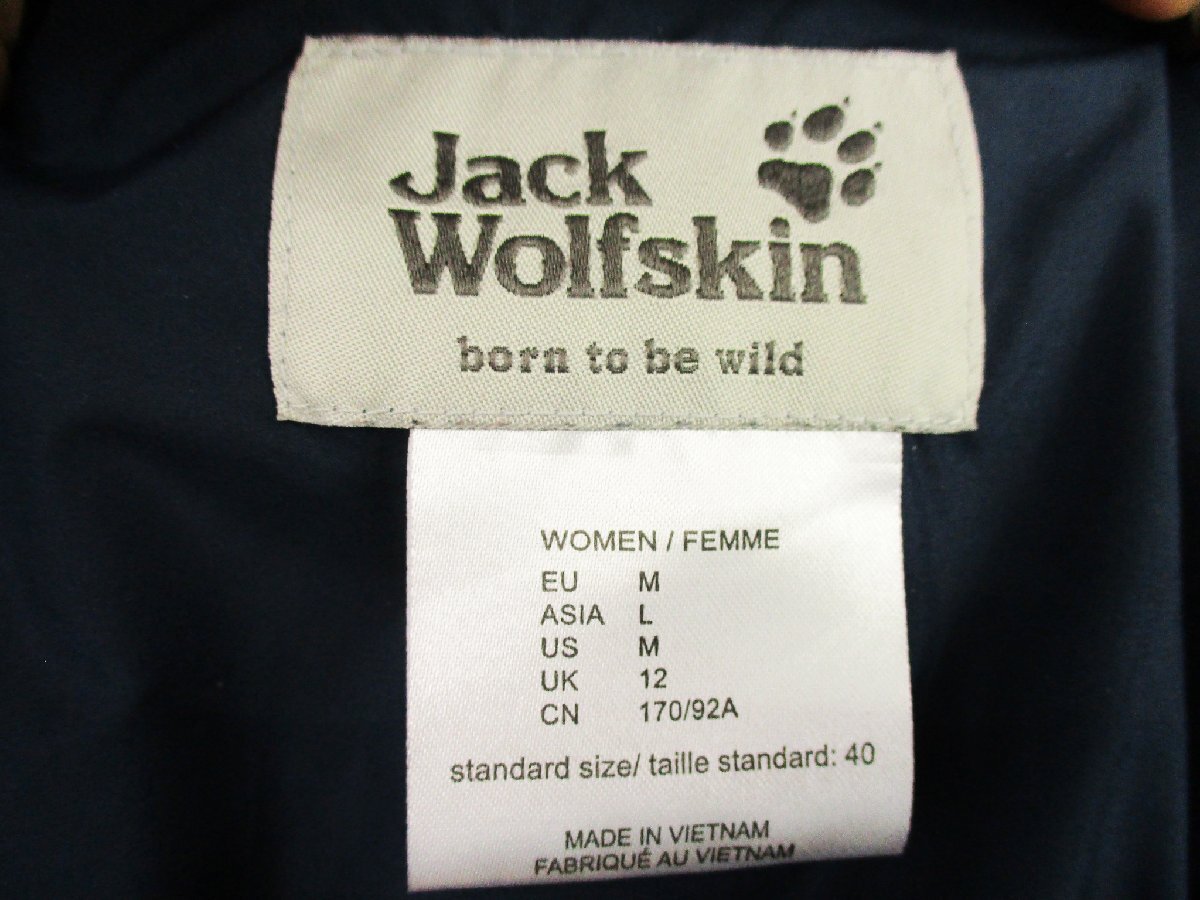 Jack
Wolfskin
born to be wild
WOMEN / FEMME
EU M
ASIA L
US M
UK 12
CN 170/92A
standard size/ taille standard: 40
MADE IN VIETNAM
FABRIQUÉ AU VIETNAM